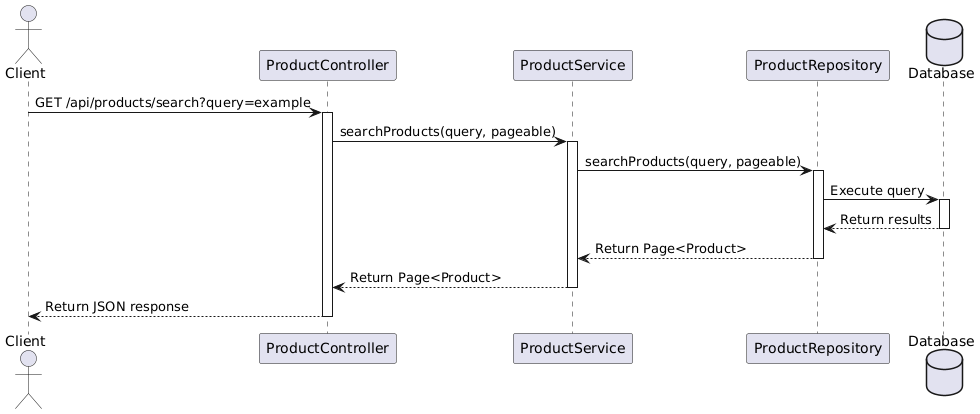 Client
ProductController
ProductService
ProductRepository
Database
GET /api/products/search?query=example
searchProducts(query, pageable)
searchProducts(query, pageable)
Execute query
Return results
Return Page<Product>
Return Page<Product>
Return JSON response
Client
ProductController
ProductService
ProductRepository
Database